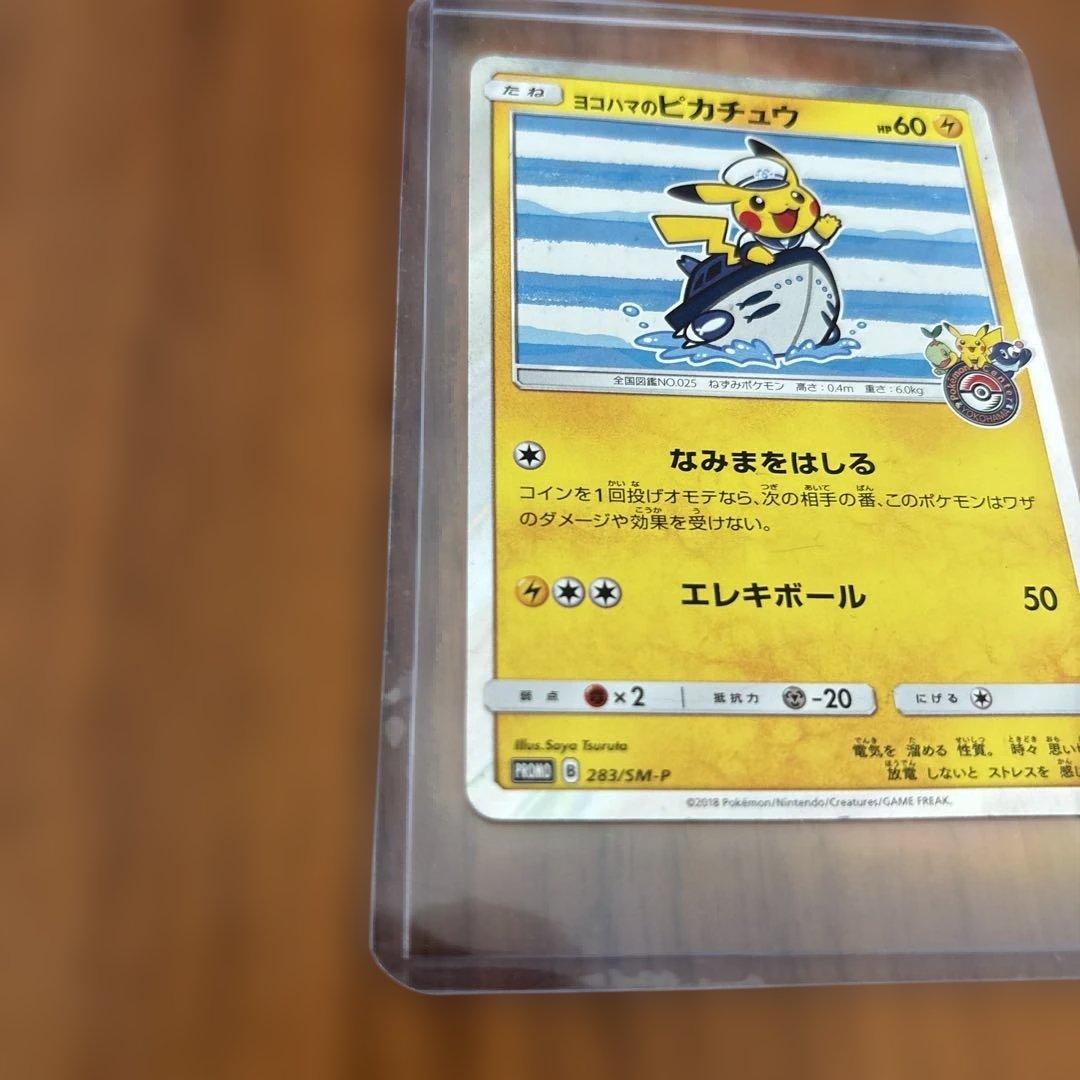 たね ヨコハマのピカチュウ HP60
全国図鑑NO.025 ねずみポケモン 高さ:0.4m 重さ:6.0kg
Pokémon Center
YOKOHAMA
なみまをはしる
コインを1回投げオモテなら、次の相手の番、このポケモンはワザ
のダメージや効果を受けない。
エレキボール 50
弱点 ×2 抵抗力 -20 にげる
Illus. Saya Tsuruta
電気を 溜める 性質。 時々 思い
PROMO B 283/SM-P
放電 しないと ストレスを 感じ
©2018 Pokémon/Nintendo/Creatures/GAME FREAK.